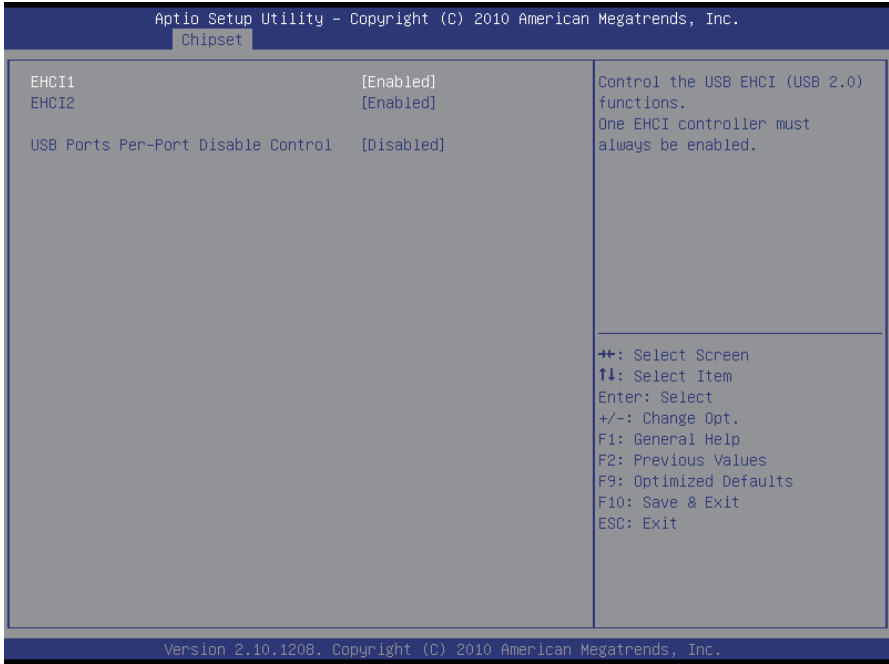 Aptio Setup Utility – Copyright (C) 2010 American Megatrends, Inc.
Chipset
EHCI1 [Enabled]
EHCI2 [Enabled]
USB Ports Per-Port Disable Control [Disabled]
Control the USB EHCI (USB 2.0)
functions.
One EHCI controller must
always be enabled.
→←: Select Screen
↑↓: Select Item
Enter: Select
+/-: Change Opt.
F1: General Help
F2: Previous Values
F9: Optimized Defaults
F10: Save & Exit
ESC: Exit
Version 2.10.1208. Copyright (C) 2010 American Megatrends, Inc.